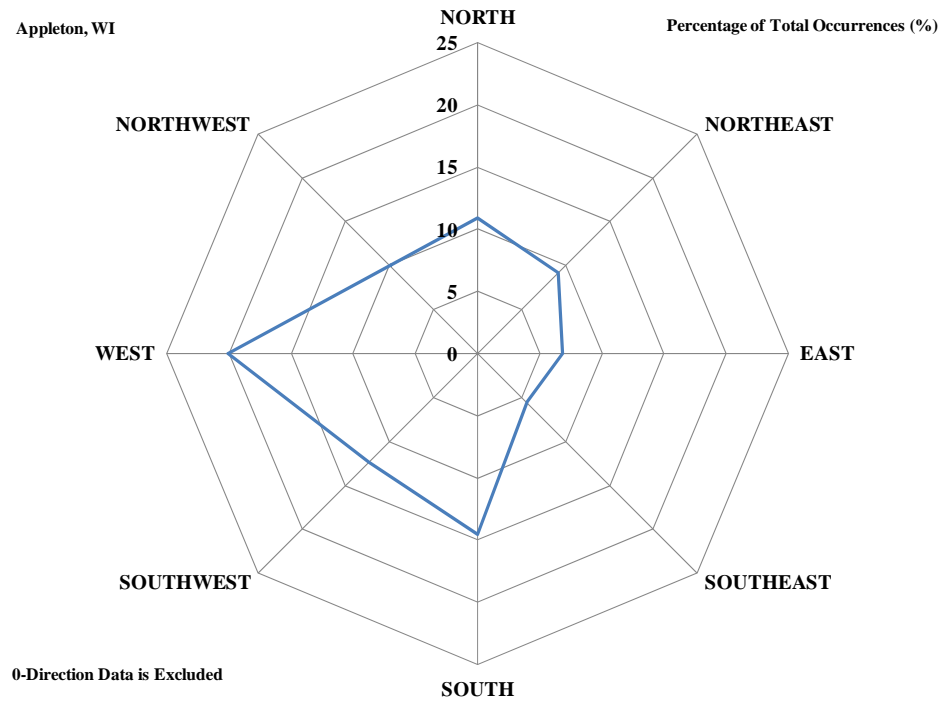 NORTH
Appleton, WI
Percentage of Total Occurrences (%)
25
20
NORTHWEST
NORTHEAST
15
10
5
WEST
0
EAST
SOUTHWEST
SOUTHEAST
0-Direction Data is Excluded
SOUTH